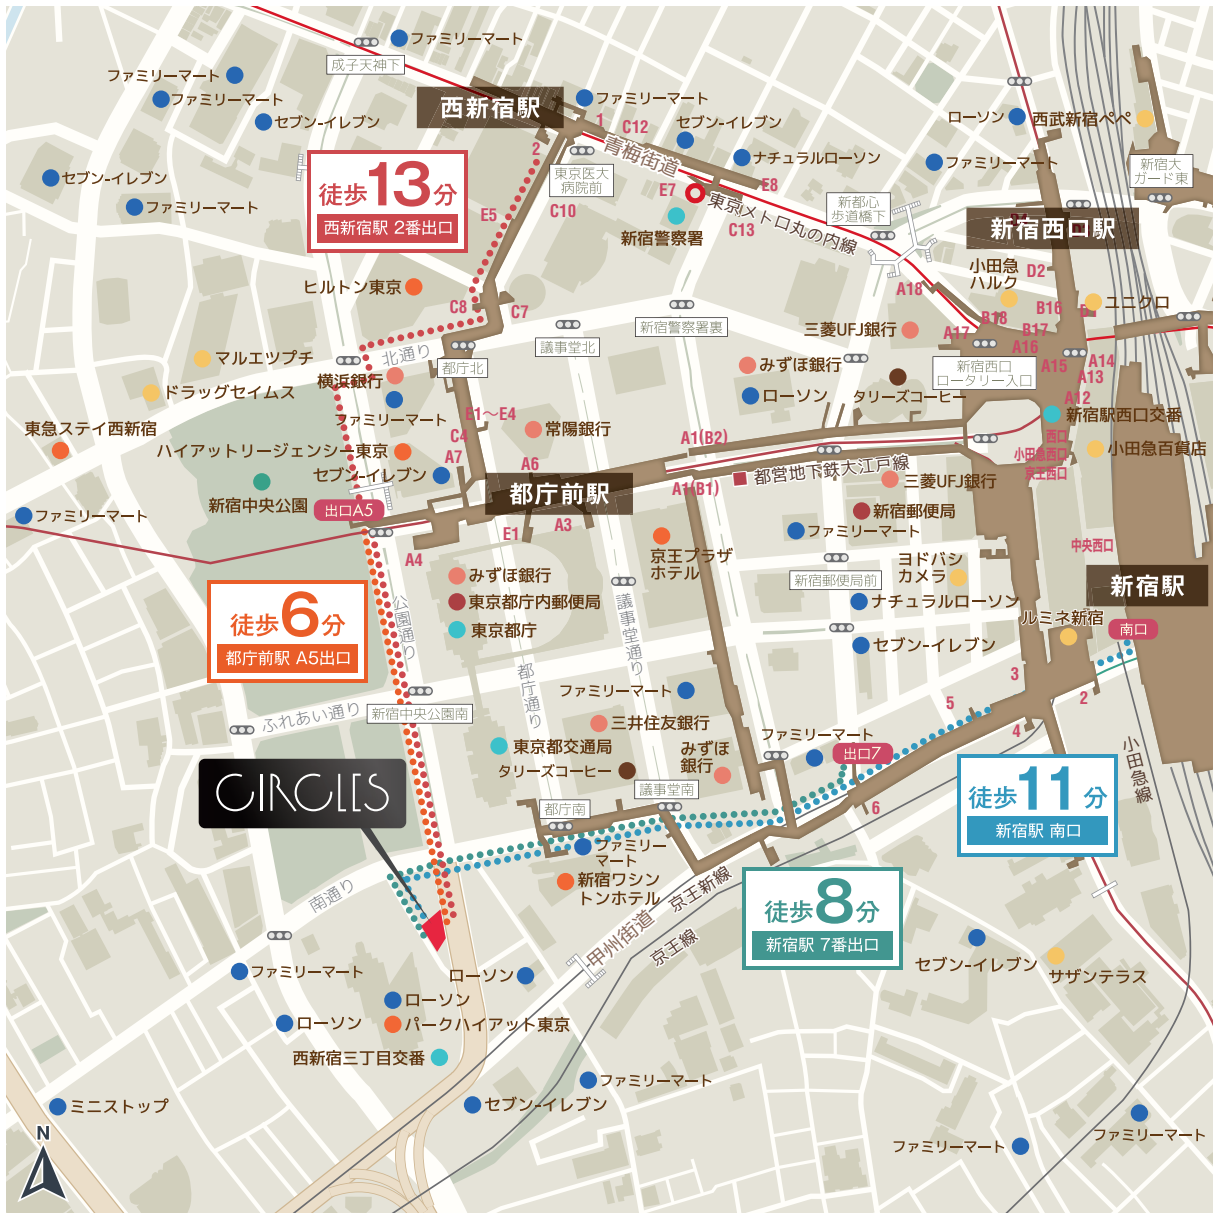 成子天神下
ファミリーマート
ファミリーマート
ファミリーマート
セブン-イレブン
セブン-イレブン
ファミリーマート
西新宿駅
ファミリーマート
1
C12
セブン-イレブン
青梅街道
ナチュラルローソン
2
東京医大
病院前
E7
E8
C10
E5
東京メトロ丸の内線
C13
新宿警察署
新都心
歩道橋下
ローソン
西武新宿ペペ
ファミリーマート
新宿大
ガード東
新宿西口駅
徒歩13分
西新宿駅 2番出口
ヒルトン東京
C8
C7
小田急
ハルク
D2
ユニクロ
A18
B18
B16
B17
A17
A16
A15
A14
A13
A12
三菱UFJ銀行
新宿警察署裏
議事堂北
北通り
都庁北
マルエツプチ
横浜銀行
ドラッグセイムス
ファミリーマート
みずほ銀行
ローソン
タリーズコーヒー
新宿西口
ロータリー入口
新宿駅西口交番
西口
小田急西口
京王西口
小田急百貨店
東急ステイ西新宿
ハイアットリージェンシー東京
セブン-イレブン
E1〜E4
C4
A7
常陽銀行
A6
A1(B2)
都営地下鉄大江戸線
A1(B1)
三菱UFJ銀行
新宿中央公園
出口A5
都庁前駅
新宿郵便局
ファミリーマート
ファミリーマート
E1
A3
A4
京王プラザ
ホテル
中央西口
ヨドバシ
カメラ
新宿郵便局前
ナチュラルローソン
新宿駅
ルミネ新宿
南口
徒歩6分
都庁前駅 A5出口
みずほ銀行
東京都庁内郵便局
東京都庁
公園通り
議事堂通り
都庁通り
セブン-イレブン
3
2
5
4
ふれあい通り
新宿中央公園南
ファミリーマート
三井住友銀行
東京都交通局
みずほ
銀行
タリーズコーヒー
ファミリーマート
出口7
6
小田急線
CIRCLES
都庁南
議事堂南
徒歩11分
新宿駅 南口
ファミリー
マート
新宿ワシン
トンホテル
南通り
京王新線
甲州街道
京王線
徒歩8分
新宿駅 7番出口
セブン-イレブン
サザンテラス
ファミリーマート
ローソン
ローソン
ローソン
パークハイアット東京
西新宿三丁目交番
ファミリーマート
セブン-イレブン
ミニストップ
ファミリーマート
ファミリーマート
N